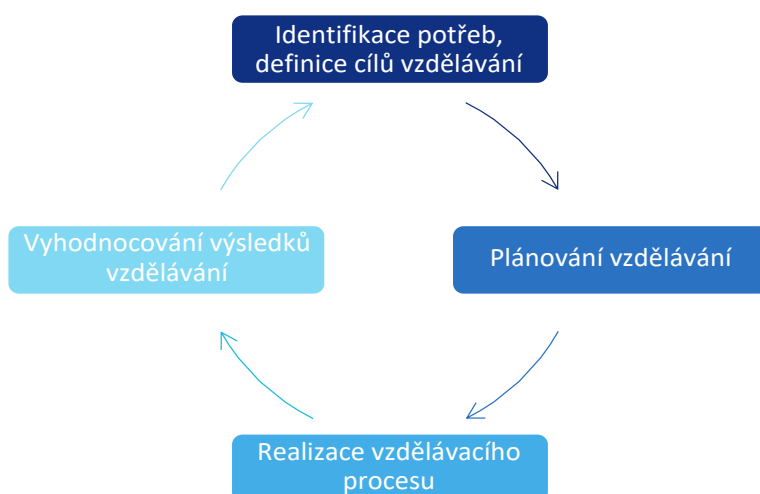 Identifikace potřeb,
definice cílů vzdělávání
Vyhodnocování výsledků
vzdělávání
Plánování vzdělávání
Realizace vzdělávacího
procesu